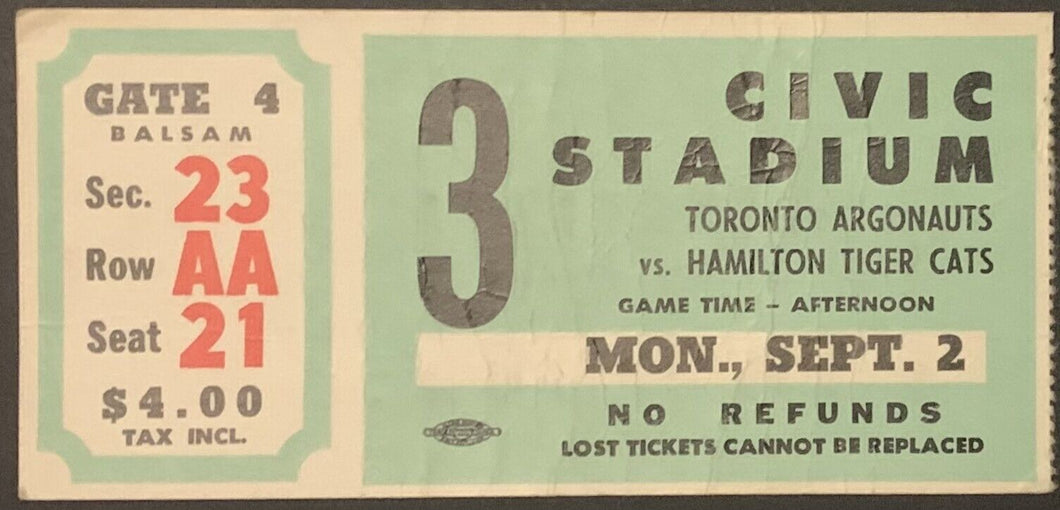 GATE 4
BALSAM
Sec. 23
Row AA
Seat 21
$4.00
TAX INCL.
3
CIVIC
STADIUM
TORONTO ARGONAUTS
vs. HAMILTON TIGER CATS
GAME TIME – AFTERNOON
MON., SEPT. 2
NO REFUNDS
LOST TICKETS CANNOT BE REPLACED